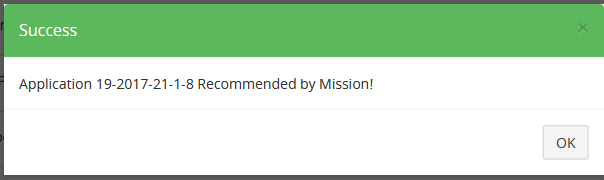 Success
×
Application 19-2017-21-1-8 Recommended by Mission!
OK